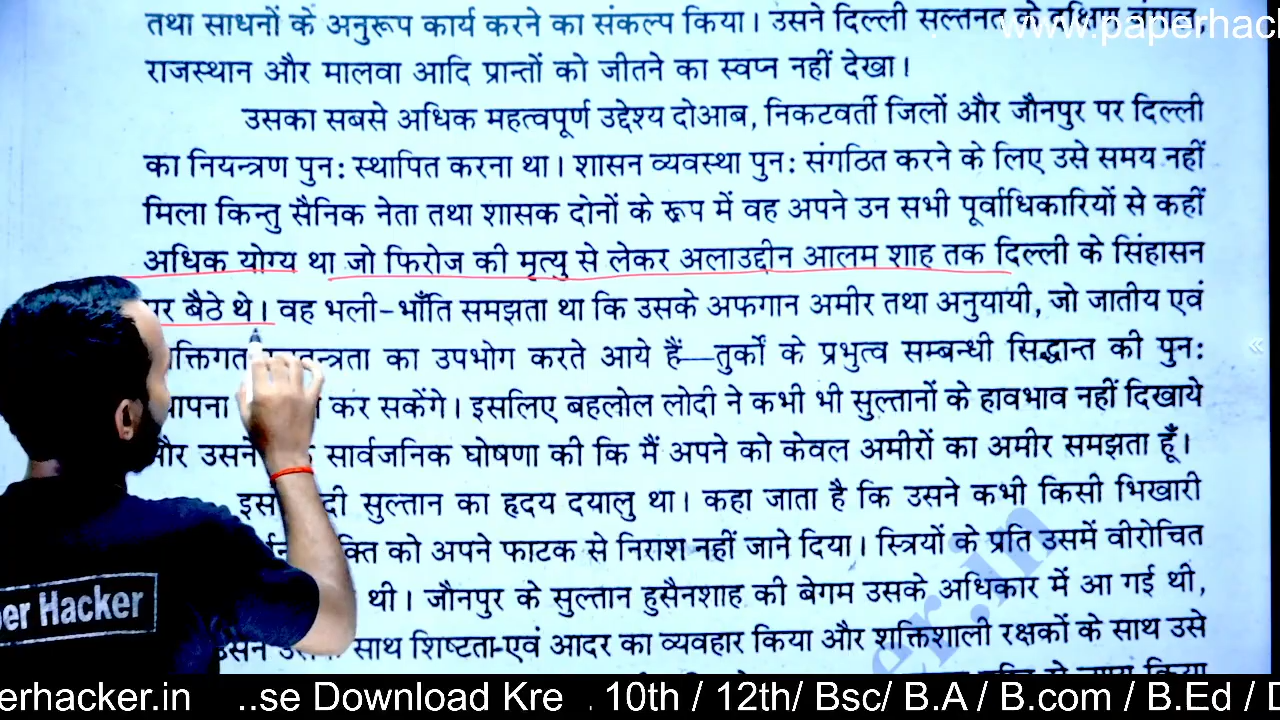 तथा साधनों के अनुरूप कार्य करने का संकल्प किया। उसने दिल्ली सल्तनत
www.paperhack
राजस्थान और मालवा आदि प्रान्तों को जीतने का स्वप्न नहीं देखा।
उसका सबसे अधिक महत्वपूर्ण उद्देश्य दोआब, निकटवर्ती जिलों और जौनपुर पर दिल्ली
का नियन्त्रण पुन: स्थापित करना था। शासन व्यवस्था पुन: संगठित करने के लिए उसे समय नहीं
मिला किन्तु सैनिक नेता तथा शासक दोनों के रूप में वह अपने उन सभी पूर्वाधिकारियों से कहीं
अधिक योग्य था जो फिरोज की मृत्यु से लेकर अलाउद्दीन आलम शाह तक दिल्ली के सिंहासन
पर बैठे थे। वह भली-भाँति समझता था कि उसके अफगान अमीर तथा अनुयायी, जो जातीय एवं
का उपभोग करते आये हैं—तुर्कों के प्रभुत्व सम्बन्धी सिद्धान्त की पुन:
कर सकेंगे। इसलिए बहलोल लोदी ने कभी भी सुल्तानों के हावभाव नहीं दिखाये
और उसने सार्वजनिक घोषणा की कि मैं अपने को केवल अमीरों का अमीर समझता हूँ।
सुल्तान का हृदय दयालु था। कहा जाता है कि उसने कभी किसी भिखारी
को अपने फाटक से निराश नहीं जाने दिया। स्त्रियों के प्रति उसमें वीरोचित
थी। जौनपुर के सुल्तान हुसैनशाह की बेगम उसके अधिकार में आ गई थी,
साथ शिष्टता-एवं आदर का व्यवहार किया और शक्तिशाली रक्षकों के साथ उसे
er.in
er Hacker
perhacker.in ..se Download Kre . 10th / 12th/ Bsc/ B.A / B.com / B.Ed / D